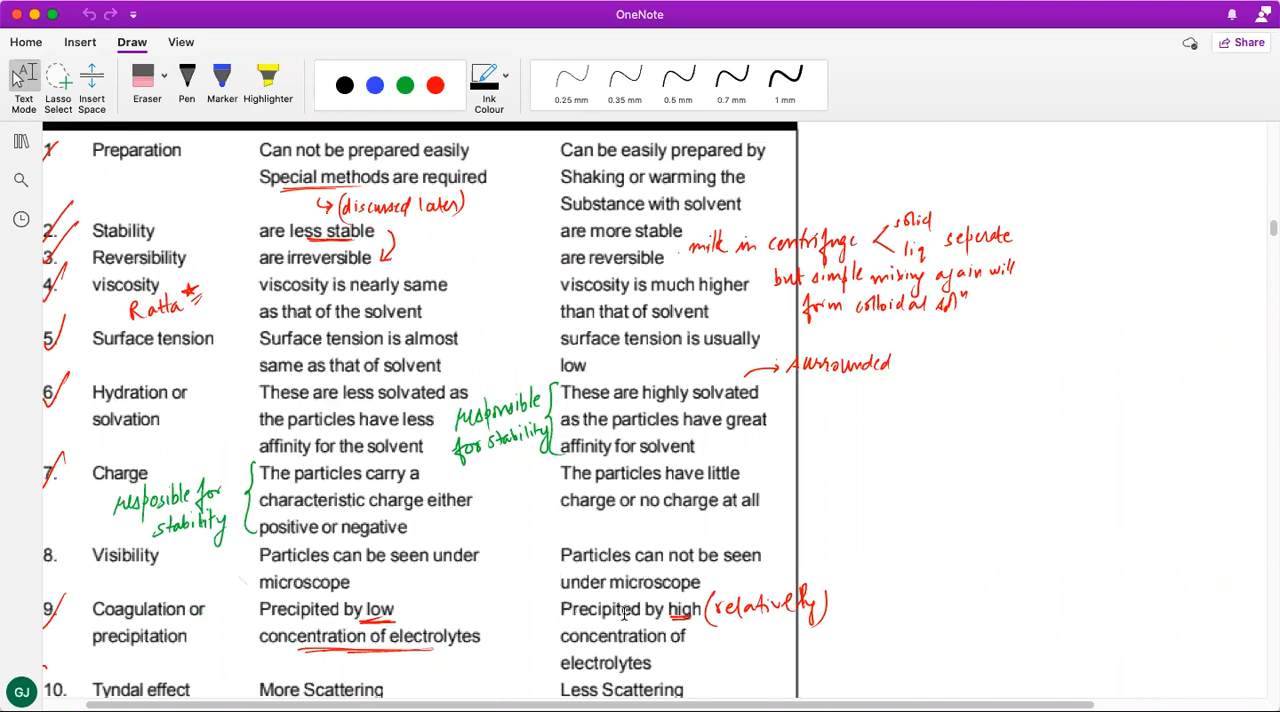 OneNote
Home Insert Draw View
Share
Text Mode
Lasso Select
Insert Space
Eraser
Pen
Marker
Highlighter
Ink Colour
0.25 mm
0.35 mm
0.5 mm
0.7 mm
1 mm
1 Preparation Can not be prepared easily Can be easily prepared by
Special methods are required Shaking or warming the
(discussed later) Substance with solvent
2. Stability are less stable are more stable
3. Reversibility are irreversible are reversible
milk in centrifuge < solid liq seperate
but simple mixing again will
form colloidal solⁿ
4. viscosity viscosity is nearly same viscosity is much higher
Ratta as that of the solvent than that of solvent
5. Surface tension Surface tension is almost surface tension is usually
same as that of solvent low
surrounded
6. Hydration or These are less solvated as These are highly solvated
solvation the particles have less as the particles have great
affinity for the solvent affinity for solvent
responsible
for stability
7. Charge The particles carry a The particles have little
characteristic charge either charge or no charge at all
positive or negative
resposible for
stability
8. Visibility Particles can be seen under Particles can not be seen
microscope under microscope
9. Coagulation or Precipited by low Precipited by high (relatively)
precipitation concentration of electrolytes concentration of
electrolytes
10. Tyndal effect More Scattering Less Scattering
GJ